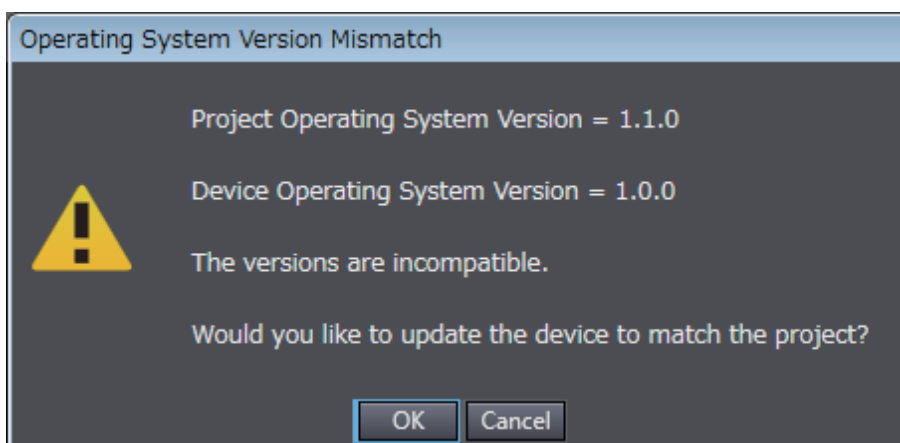 Operating System Version Mismatch
Project Operating System Version = 1.1.0
Device Operating System Version = 1.0.0
The versions are incompatible.
Would you like to update the device to match the project?
OK Cancel